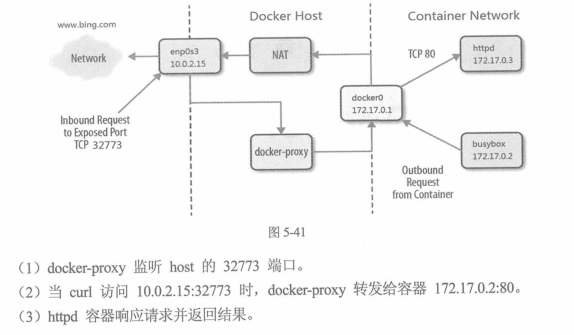 Docker Host
Container Network
www.bing.com
Network
enp0s3
10.0.2.15
NAT
TCP 80
httpd
172.17.0.3
docker0
172.17.0.1
Inbound Request
to Exposed Port
TCP 32773
docker-proxy
busybox
172.17.0.2
Outbound
Request
from Container
图 5-41
（1）docker-proxy 监听 host 的 32773 端口。
（2）当 curl 访问 10.0.2.15:32773 时，docker-proxy 转发给容器 172.17.0.2:80。
（3）httpd 容器响应请求并返回结果。